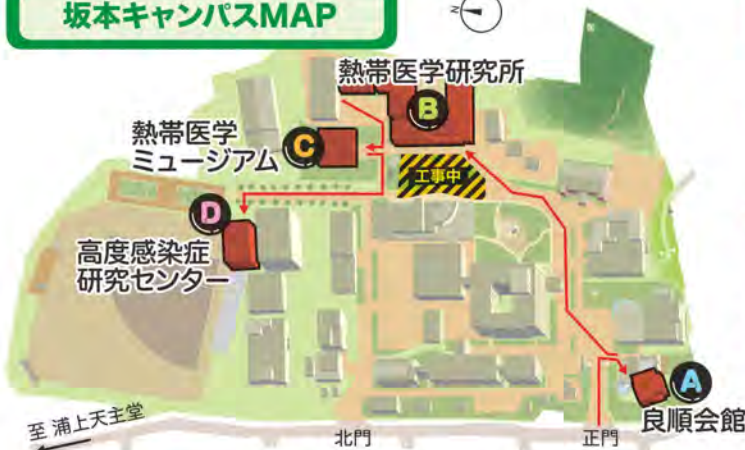 坂本キャンパスMAP
N
熱帯医学研究所
B
熱帯医学
ミュージアム
C
工事中
D
高度感染症
研究センター
A
良順会館
至 浦上天主堂
北門
正門